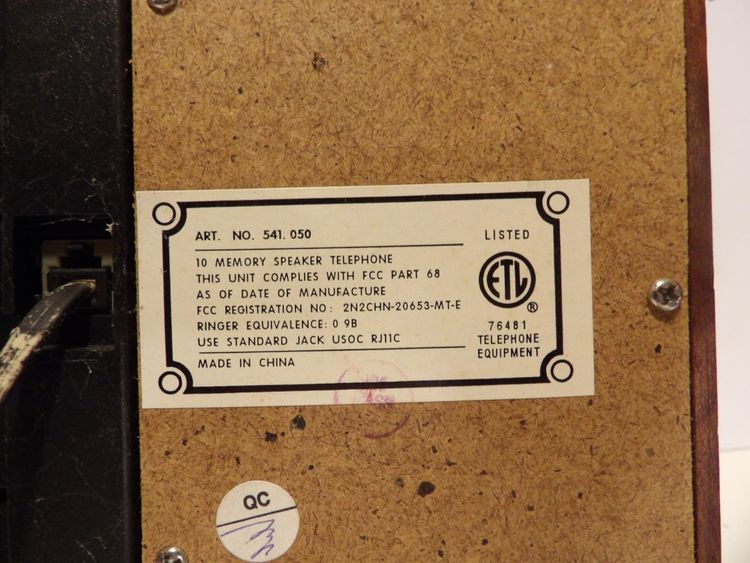 ART. NO. 541.050
10 MEMORY SPEAKER TELEPHONE
THIS UNIT COMPLIES WITH FCC PART 68
AS OF DATE OF MANUFACTURE
FCC REGISTRATION NO: 2N2CHN-20653-MT-E
RINGER EQUIVALENCE: 0 9B
USE STANDARD JACK USOC RJ11C
MADE IN CHINA
LISTED
ETL
®
76481
TELEPHONE
EQUIPMENT
QC